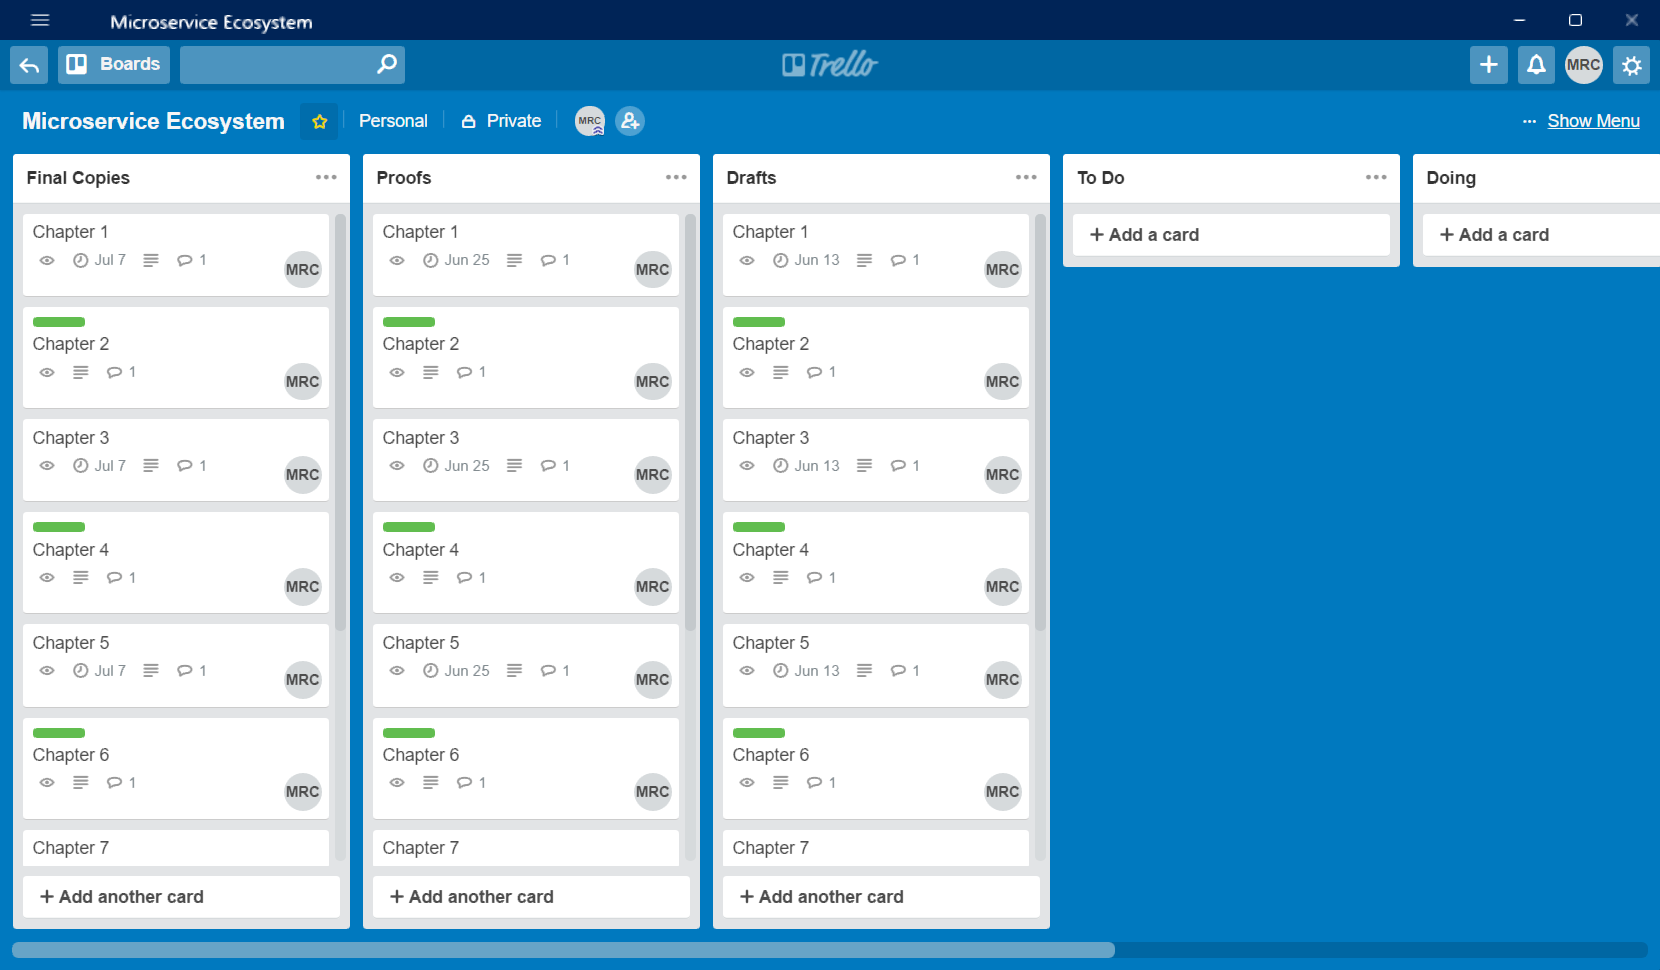 Microservice Ecosystem
Boards
Trello
MRC
Microservice Ecosystem
Personal
Private
MRC
Show Menu
Final Copies
Chapter 1
Jul 7
1
MRC
Chapter 2
1
MRC
Chapter 3
Jul 7
1
MRC
Chapter 4
1
MRC
Chapter 5
Jul 7
1
MRC
Chapter 6
1
MRC
Chapter 7
+ Add another card
Proofs
Chapter 1
Jun 25
1
MRC
Chapter 2
1
MRC
Chapter 3
Jun 25
1
MRC
Chapter 4
1
MRC
Chapter 5
Jun 25
1
MRC
Chapter 6
1
MRC
Chapter 7
+ Add another card
Drafts
Chapter 1
Jun 13
1
MRC
Chapter 2
1
MRC
Chapter 3
Jun 13
1
MRC
Chapter 4
1
MRC
Chapter 5
Jun 13
1
MRC
Chapter 6
1
MRC
Chapter 7
+ Add another card
To Do
+ Add a card
Doing
+ Add a card